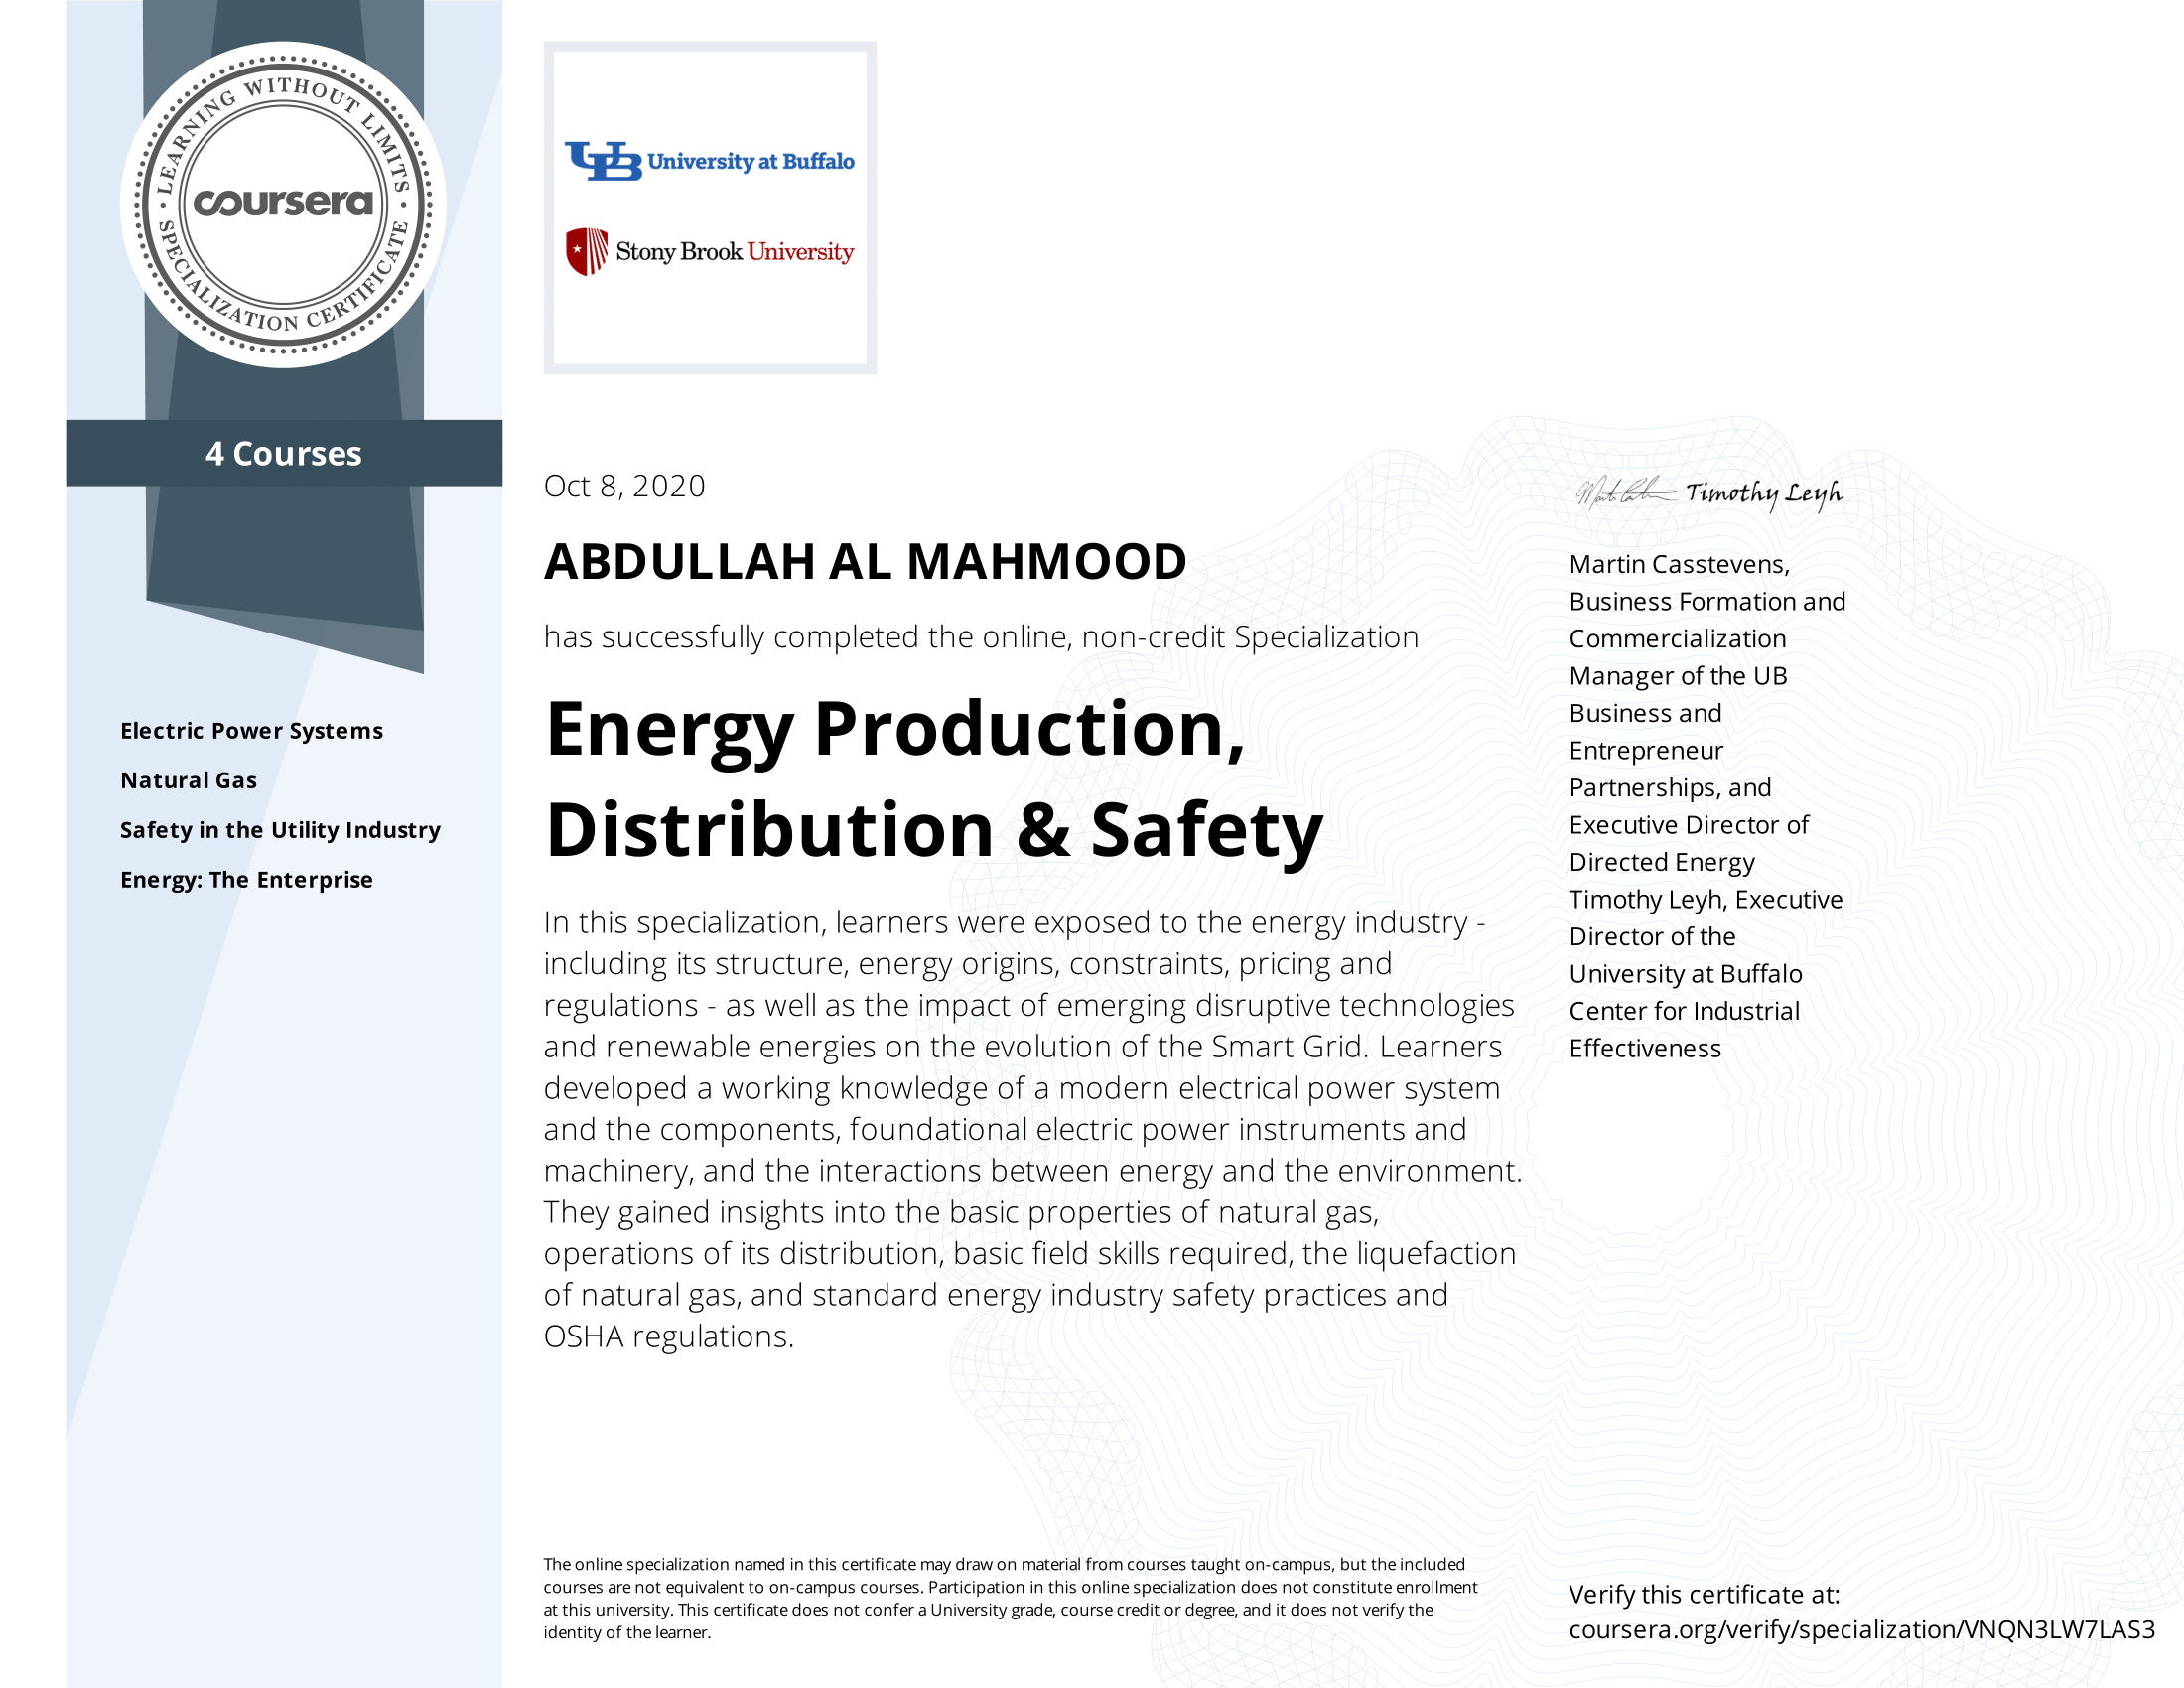 LEARNING WITHOUT LIMITS
coursera
SPECIALIZATION CERTIFICATE
4 Courses
Electric Power Systems
Natural Gas
Safety in the Utility Industry
Energy: The Enterprise
UB University at Buffalo
Stony Brook University
Oct 8, 2020
ABDULLAH AL MAHMOOD
has successfully completed the online, non-credit Specialization
Energy Production,
Distribution & Safety
In this specialization, learners were exposed to the energy industry -
including its structure, energy origins, constraints, pricing and
regulations - as well as the impact of emerging disruptive technologies
and renewable energies on the evolution of the Smart Grid. Learners
developed a working knowledge of a modern electrical power system
and the components, foundational electric power instruments and
machinery, and the interactions between energy and the environment.
They gained insights into the basic properties of natural gas,
operations of its distribution, basic field skills required, the liquefaction
of natural gas, and standard energy industry safety practices and
OSHA regulations.
Timothy Leyh
Martin Casstevens,
Business Formation and
Commercialization
Manager of the UB
Business and
Entrepreneur
Partnerships, and
Executive Director of
Directed Energy
Timothy Leyh, Executive
Director of the
University at Buffalo
Center for Industrial
Effectiveness
The online specialization named in this certificate may draw on material from courses taught on-campus, but the included
courses are not equivalent to on-campus courses. Participation in this online specialization does not constitute enrollment
at this university. This certificate does not confer a University grade, course credit or degree, and it does not verify the
identity of the learner.
Verify this certificate at:
coursera.org/verify/specialization/VNQN3LW7LAS3